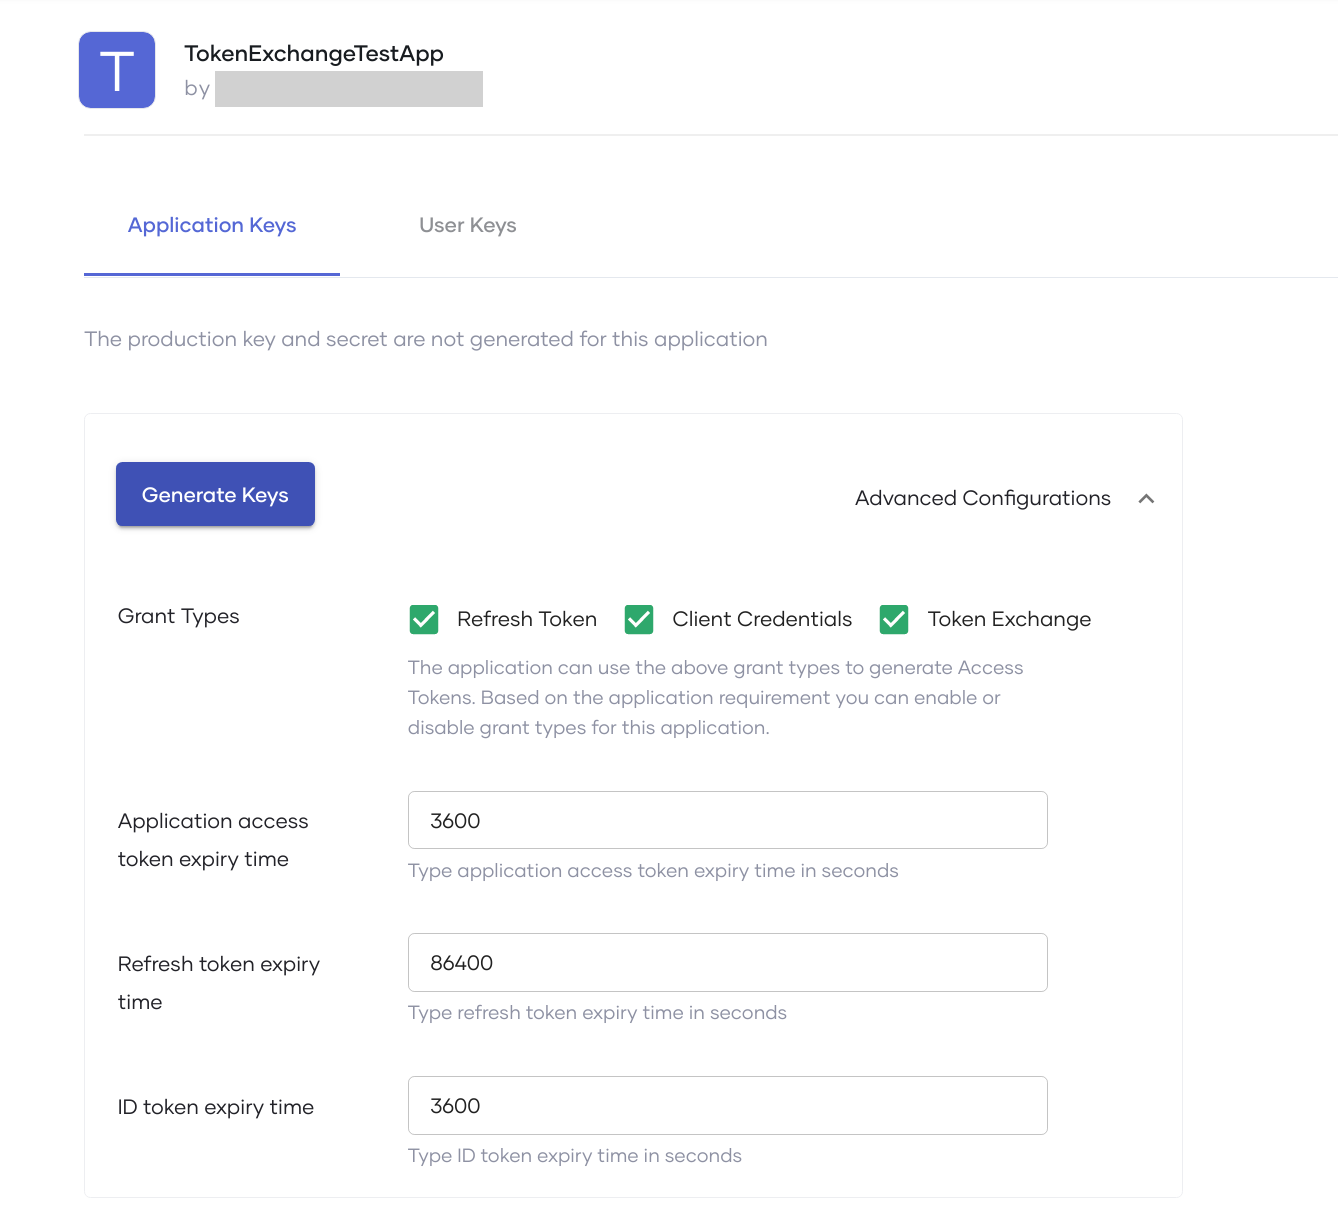 T
TokenExchangeTestApp
by
Application Keys
User Keys
The production key and secret are not generated for this application
Generate Keys
Advanced Configurations
Grant Types
Refresh Token
Client Credentials
Token Exchange
The application can use the above grant types to generate Access
Tokens. Based on the application requirement you can enable or
disable grant types for this application.
Application access
token expiry time
3600
Type application access token expiry time in seconds
Refresh token expiry
time
86400
Type refresh token expiry time in seconds
ID token expiry time
3600
Type ID token expiry time in seconds